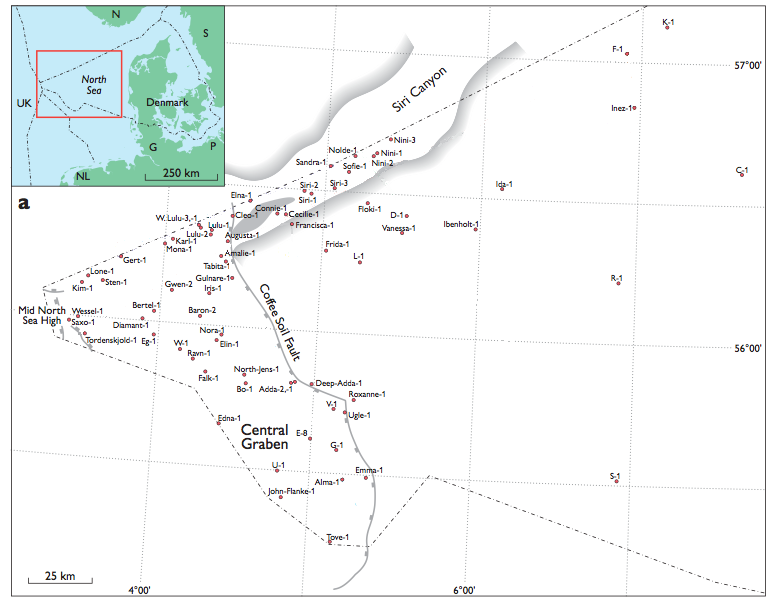 N
S
UK
North
Sea
Denmark
G
P
NL
250 km
a
K-1
F-1
57°00'
Siri Canyon
Inez-1
Nini-3
Nolde-1
Nini-1
Sandra-1
Sofie-1
Nini-2
C-1
Siri-2
Siri-3
Ida-1
Elna-1
Siri-1
Connie-1
Floki-1
W. Lulu-3,-1
Cleo-1
Cecilie-1
D-1
Lulu-1
Francisca-1
Vanessa-1
Ibenholt-1
Lulu-2
Karl-1
Augusta-1
Mona-1
Frida-1
Gert-1
Amalie-1
L-1
Tabita-1
Lone-1
Sten-1
Gulnare-1
R-1
Kim-1
Gwen-2
Iris-1
Coffee Soil Fault
Mid North
Sea High
Bertel-1
Wessel-1
Baron-2
Saxo-1
Diamant-1
Nora-1
Tordenskjold-1
Eg-1
W-1
Elin-1
56°00'
Ravn-1
Falk-1
North-Jens-1
Bo-1
Adda-2,-1
Deep-Adda-1
Roxanne-1
V-1
Ugle-1
Edna-1
Central
Graben
E-8
G-1
U-1
Emma-1
S-1
Alma-1
John-Flanke-1
Tove-1
25 km
4°00'
6°00'